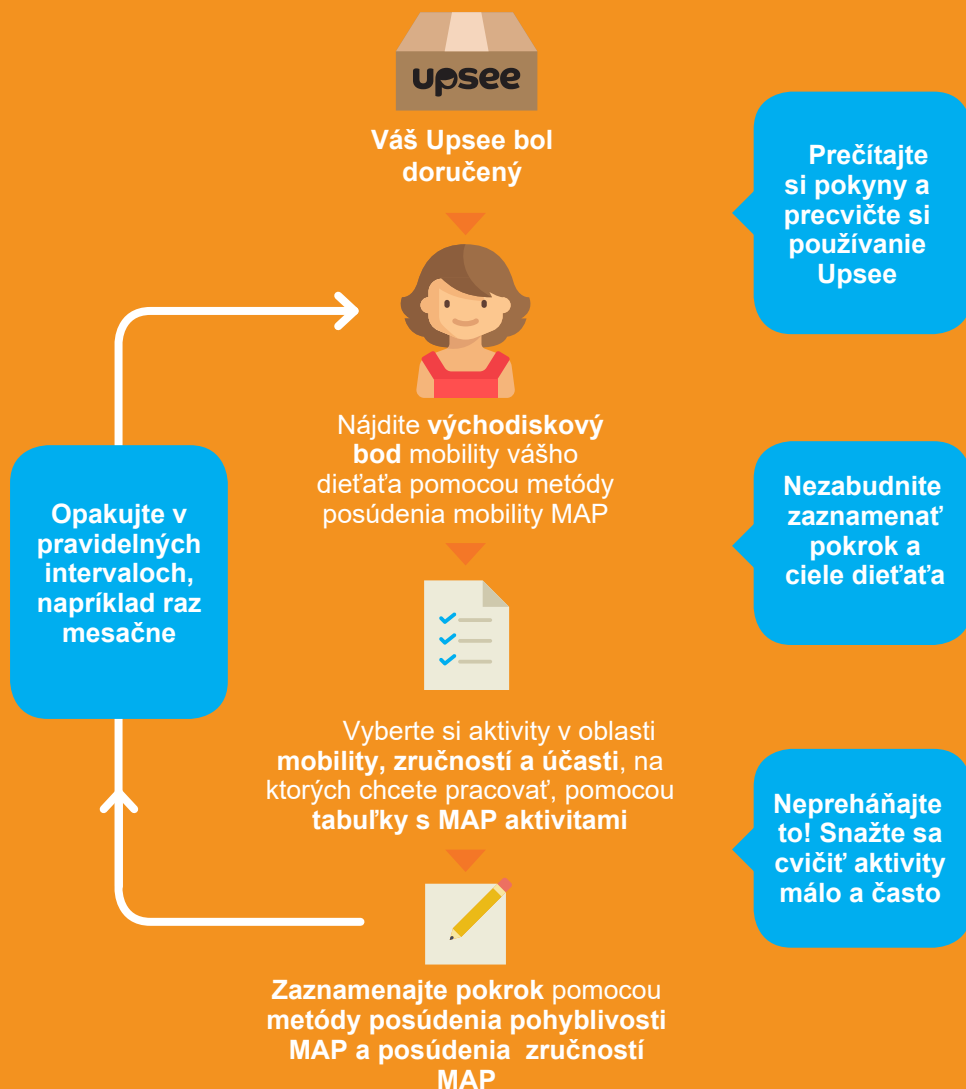 upsee
Váš Upsee bol
doručený
Prečítajte
si pokyny a
precvičte si
používanie
Upsee
Nájdite východiskový
bod mobility vášho
dieťaťa pomocou metódy
posúdenia mobility MAP
Nezabudnite
zaznamenať
pokrok a
ciele dieťaťa
Opakujte v
pravidelných
intervaloch,
napríklad raz
mesačne
Vyberte si aktivity v oblasti
mobility, zručností a účasti, na
ktorých chcete pracovať, pomocou
tabuľky s MAP aktivitami
Nepreháňajte
to! Snažte sa
cvičiť aktivity
málo a často
Zaznamenajte pokrok pomocou
metódy posúdenia pohyblivosti
MAP a posúdenia zručností
MAP